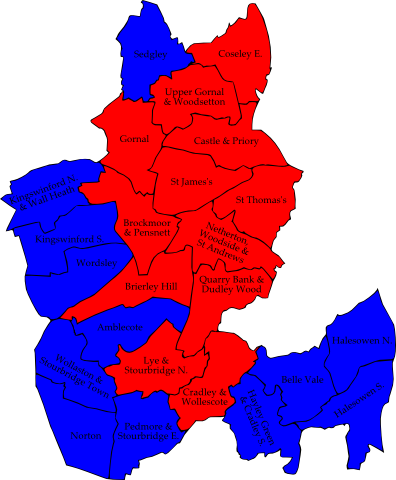 Sedgley
Coseley E.
Upper Gornal
& Woodsetton
Gornal
Castle & Priory
St James's
Kingswinford N.
& Wall Heath
St Thomas's
Brockmoor
& Pensnett
Netherton,
Woodside &
St Andrews
Kingswinford S.
Wordsley
Brierley Hill
Quarry Bank &
Dudley Wood
Amblecote
Halesowen N.
Lye &
Stourbridge N.
Wollaston &
Stourbridge Town
Belle Vale
Cradley &
Wollescote
Halesowen S.
Hayley Green
& Cradley S.
Norton
Pedmore &
Stourbridge E.